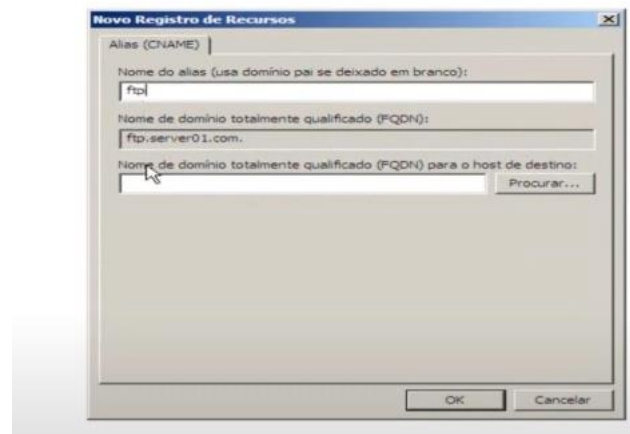 Novo Registro de Recursos
Alias (CNAME)
Nome do alias (usa domínio pai se deixado em branco):
ftp
Nome de domínio totalmente qualificado (FQDN):
ftp.server01.com.
Nome de domínio totalmente qualificado (FQDN) para o host de destino:
Procurar...
OK Cancelar